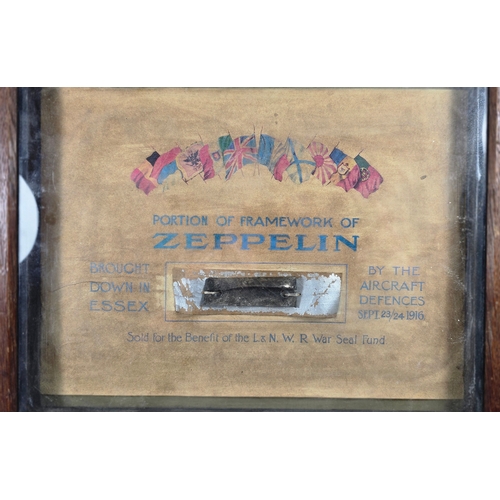 PORTION OF FRAMEWORK OF
ZEPPELIN
BROUGHT
DOWN IN
ESSEX
BY THE
AIRCRAFT
DEFENCES
SEPT 23/24 1916
Sold for the Benefit of the L & N. W. R War Seal Fund